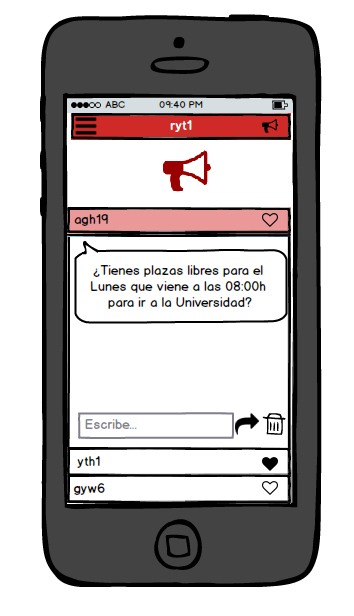 ABC 09:40 PM
ryt1
agh19
¿Tienes plazas libres para el
Lunes que viene a las 08:00h
para ir a la Universidad?
Escribe...
yth1
gyw6